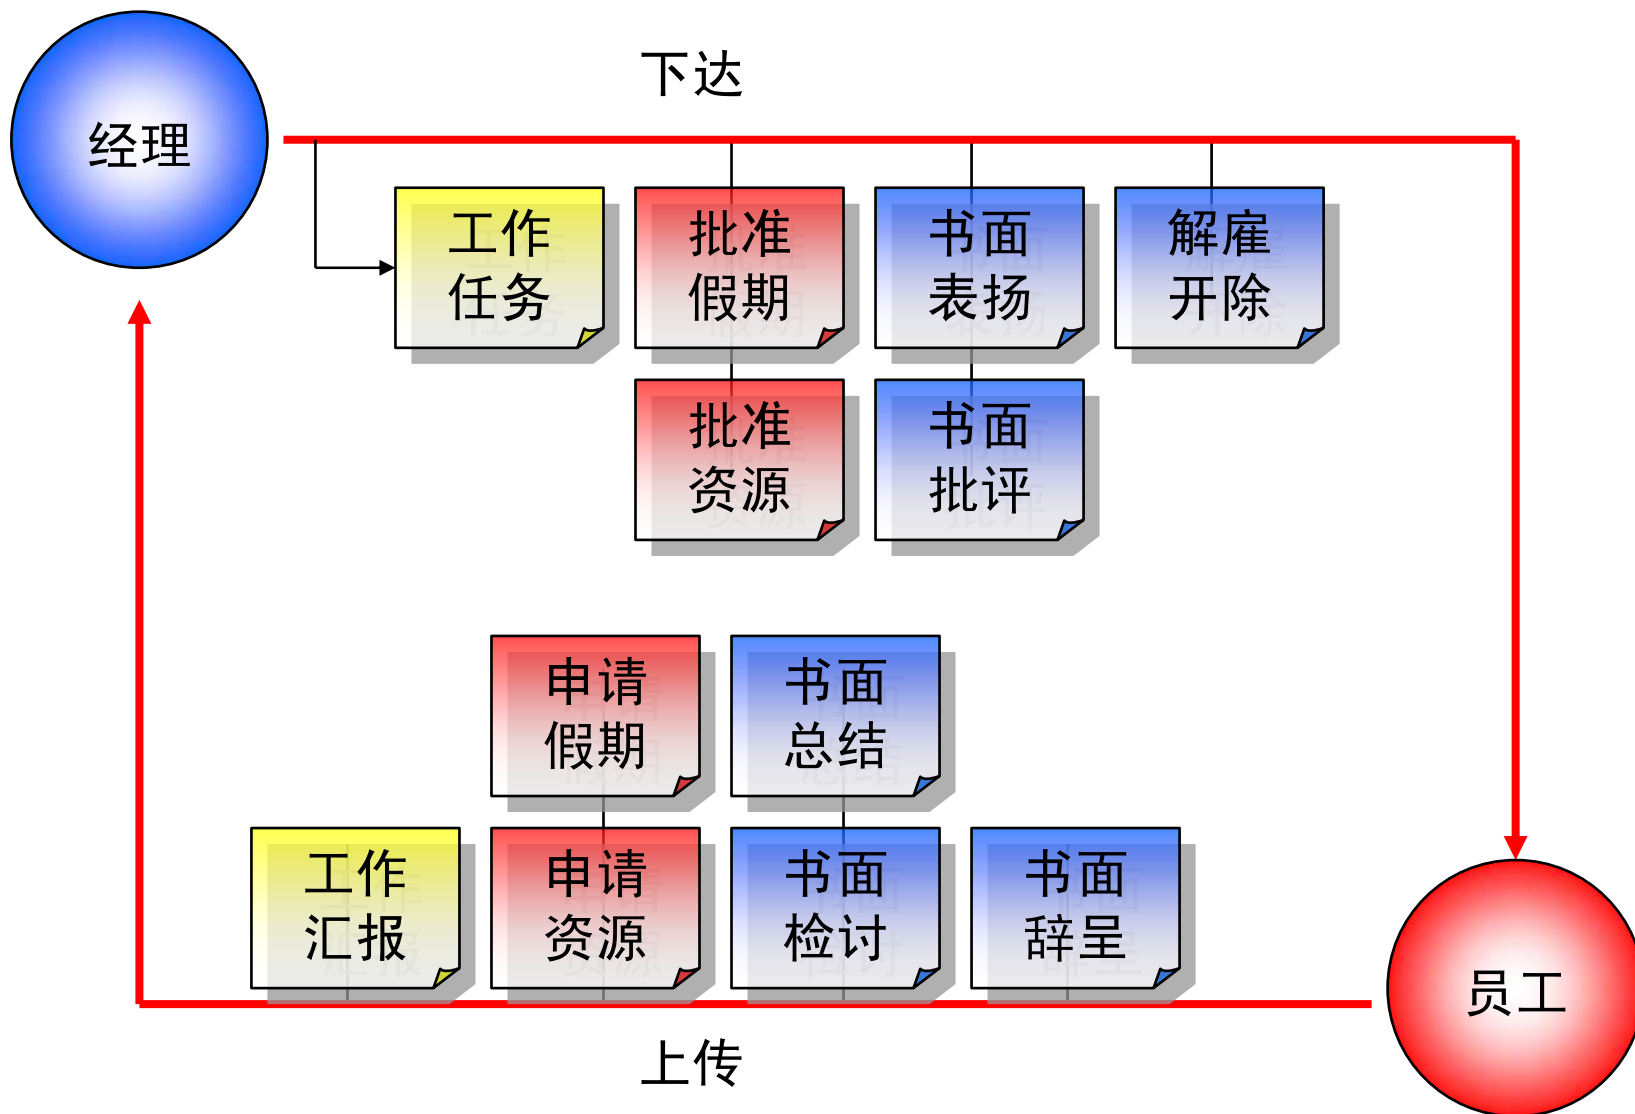 下达
经理
工作
任务
批准
假期
书面
表扬
解雇
开除
批准
资源
书面
批评
申请
假期
书面
总结
工作
汇报
申请
资源
书面
检讨
书面
辞呈
员工
上传